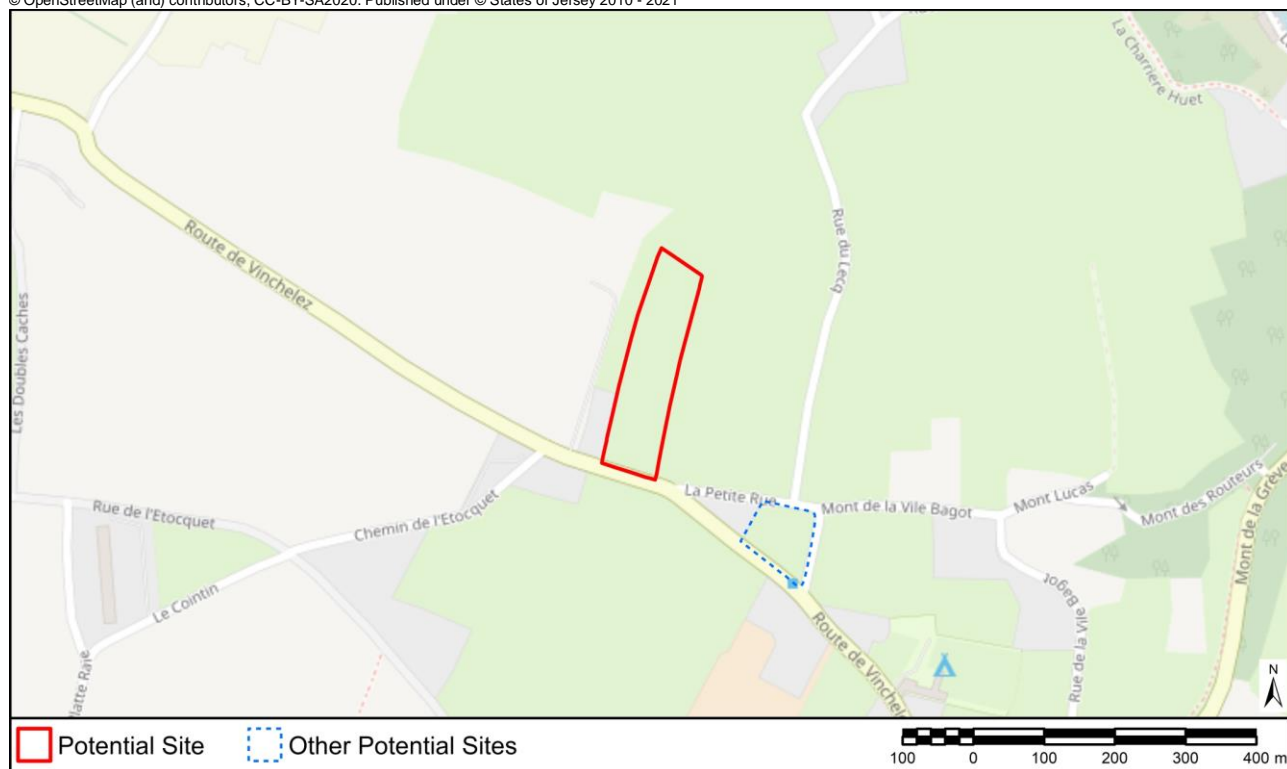 © OpenStreetMap (and) contributors, CC-BY-SA2020. Published under © States of Jersey 2010 - 2021
La Charrière Huet
Route de Vinchelez
Rue du Lecq
Les Doubles Caches
La Petite Rue
Mont de la Vile Bagot
Mont Lucas
Mont des Routeurs
Mont de la Grève
Rue de l'Etocquet
Chemin de l'Etocquet
Le Cointin
Platte Raie
Rue de la Vile Bagot
Route de Vinchelez
N
Potential Site
Other Potential Sites
100 0 100 200 300 400 m